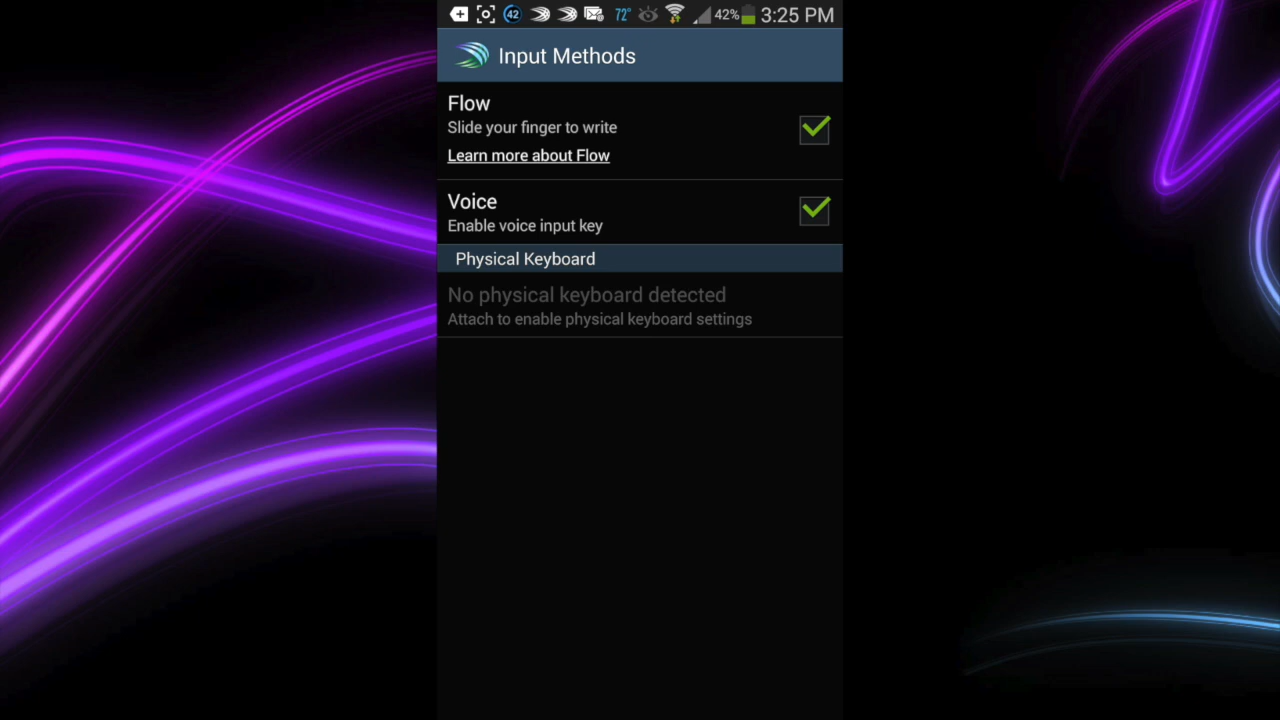 42 72° 42% 3:25 PM
Input Methods
Flow
Slide your finger to write
Learn more about Flow
Voice
Enable voice input key
Physical Keyboard
No physical keyboard detected
Attach to enable physical keyboard settings